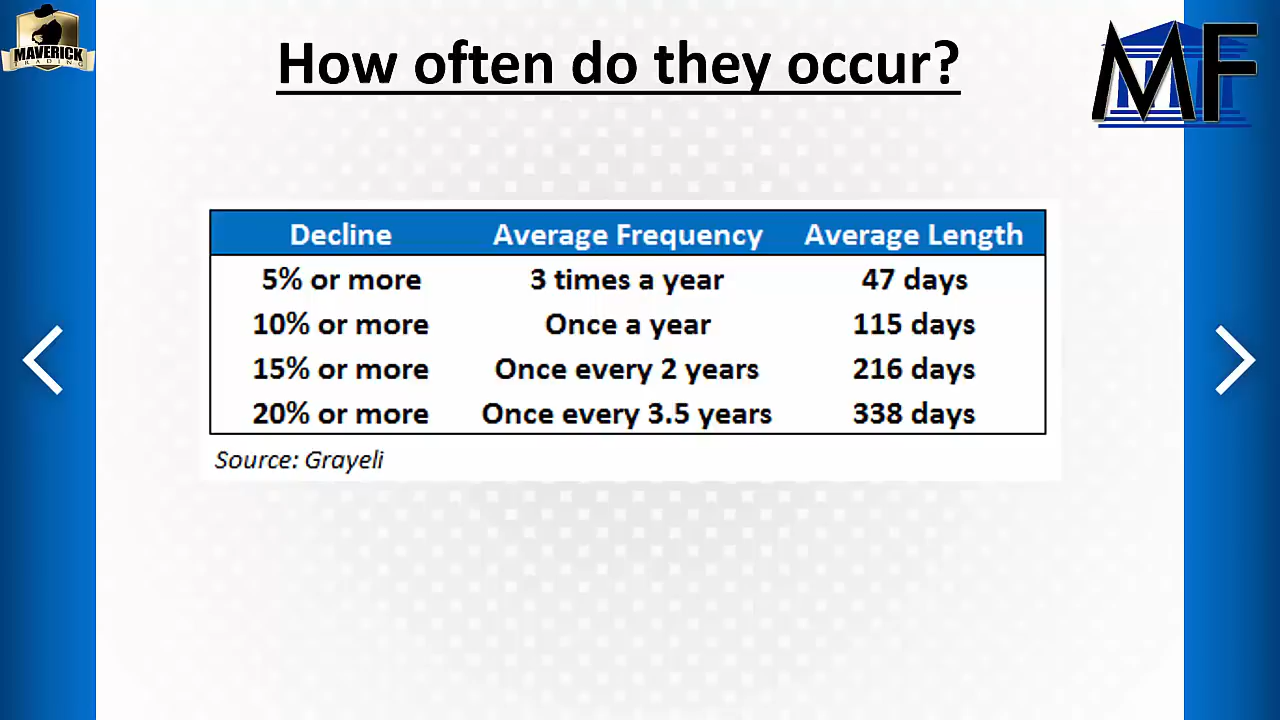 MAVERICK
TRADING
How often do they occur?
MF
Decline Average Frequency Average Length
5% or more 3 times a year 47 days
10% or more Once a year 115 days
15% or more Once every 2 years 216 days
20% or more Once every 3.5 years 338 days
Source: Grayeli